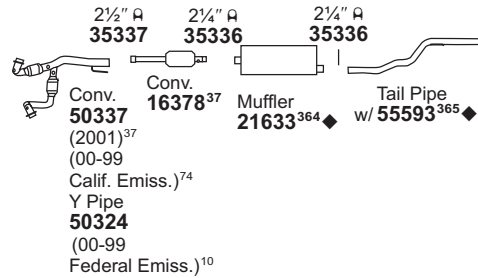 2½" 2¼" 2¼"
35337 35336 35336
Conv.
50337
(2001)³⁷
(00-99
Calif. Emiss.)⁷⁴
Y Pipe
50324
(00-99
Federal Emiss.)¹⁰
Conv.
16378³⁷
Muffler
21633³⁶⁴◆
Tail Pipe
w/ 55593³⁶⁵◆